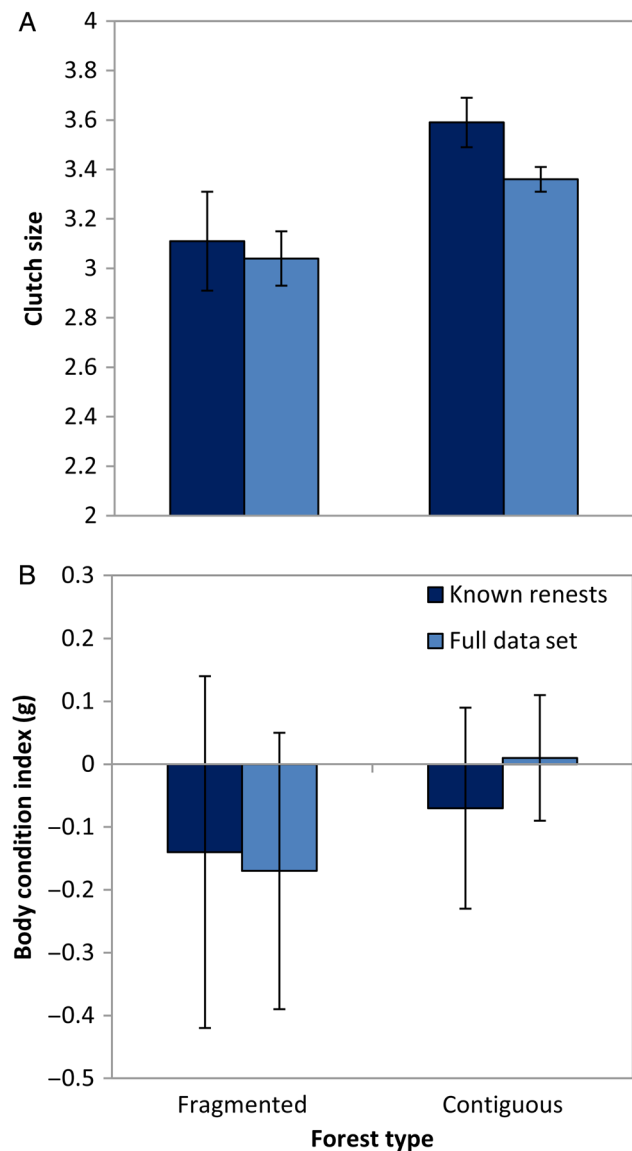 A
4
3.8
3.6
3.4
3.2
3
2.8
2.6
2.4
2.2
2
Clutch size
B
0.3
0.2
0.1
0
–0.1
–0.2
–0.3
–0.4
–0.5
Body condition index (g)
Known renests
Full data set
Fragmented Contiguous
Forest type